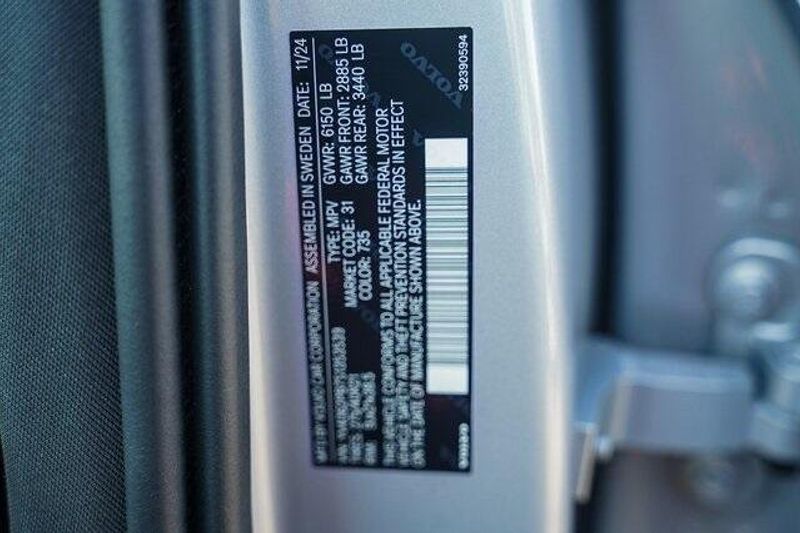 MFD BY VOLVO CAR CORPORATION ASSEMBLED IN SWEDEN DATE: 11/24
TYPE: MPV GVWR: 6150 LB
MARKET CODE: 31 GAWR FRONT: 2885 LB
COLOR: 735 GAWR REAR: 3440 LB
THIS VEHICLE CONFORMS TO ALL APPLICABLE FEDERAL MOTOR
VEHICLE SAFETY AND THEFT PREVENTION STANDARDS IN EFFECT
ON THE DATE OF MANUFACTURE SHOWN ABOVE.
VOLVO
32390594